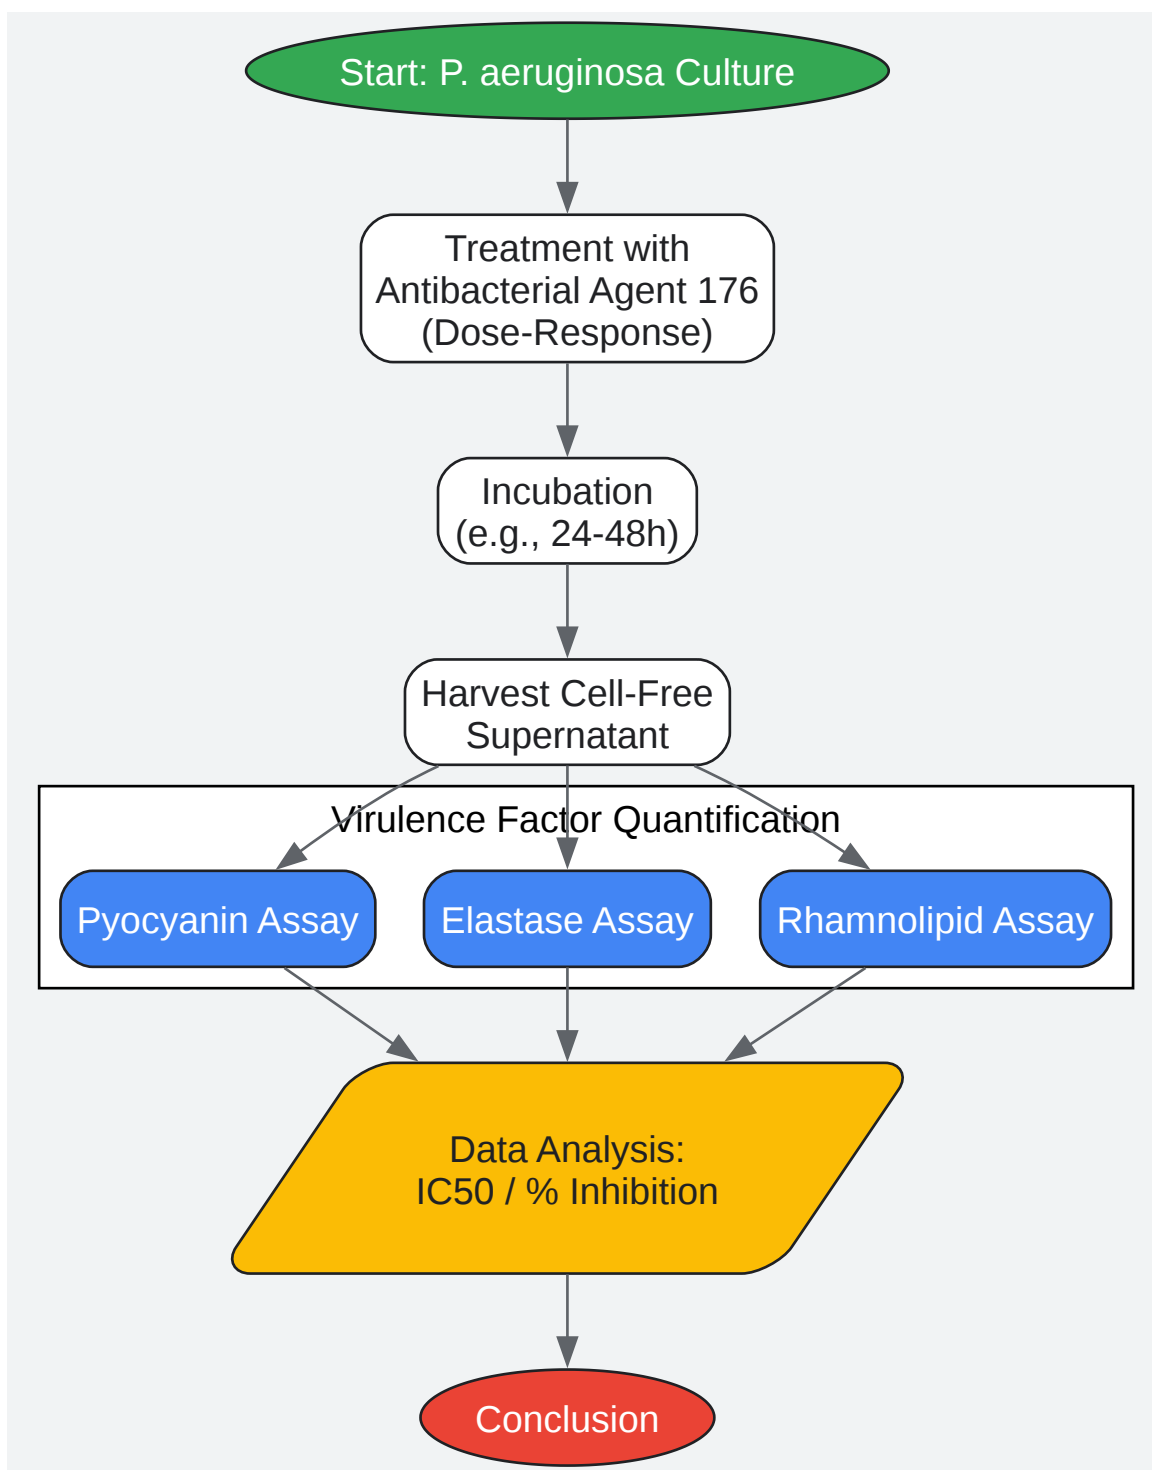 Start: P. aeruginosa Culture
Treatment with
Antibacterial Agent 176
(Dose-Response)
Incubation
(e.g., 24-48h)
Harvest Cell-Free
Supernatant
Virulence Factor Quantification
Pyocyanin Assay
Elastase Assay
Rhamnolipid Assay
Data Analysis:
IC50 / % Inhibition
Conclusion